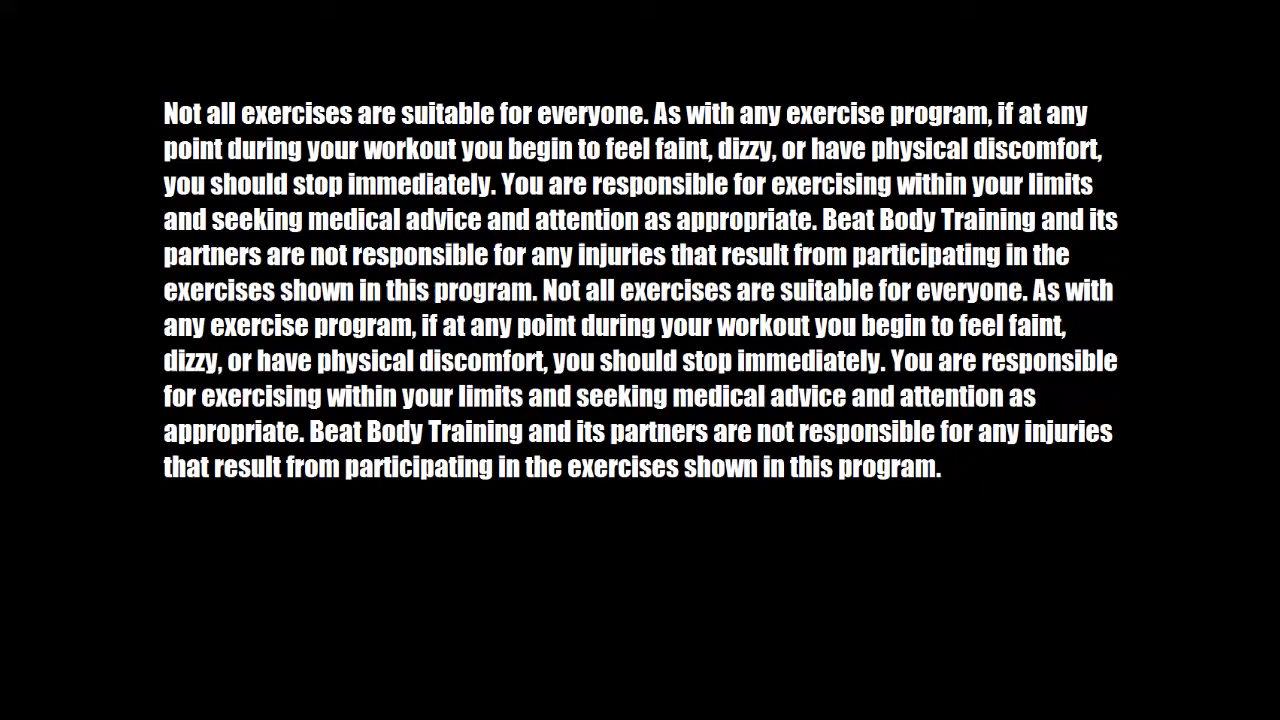 Not all exercises are suitable for everyone. As with any exercise program, if at any
point during your workout you begin to feel faint, dizzy, or have physical discomfort,
you should stop immediately. You are responsible for exercising within your limits
and seeking medical advice and attention as appropriate. Beat Body Training and its
partners are not responsible for any injuries that result from participating in the
exercises shown in this program. Not all exercises are suitable for everyone. As with
any exercise program, if at any point during your workout you begin to feel faint,
dizzy, or have physical discomfort, you should stop immediately. You are responsible
for exercising within your limits and seeking medical advice and attention as
appropriate. Beat Body Training and its partners are not responsible for any injuries
that result from participating in the exercises shown in this program.